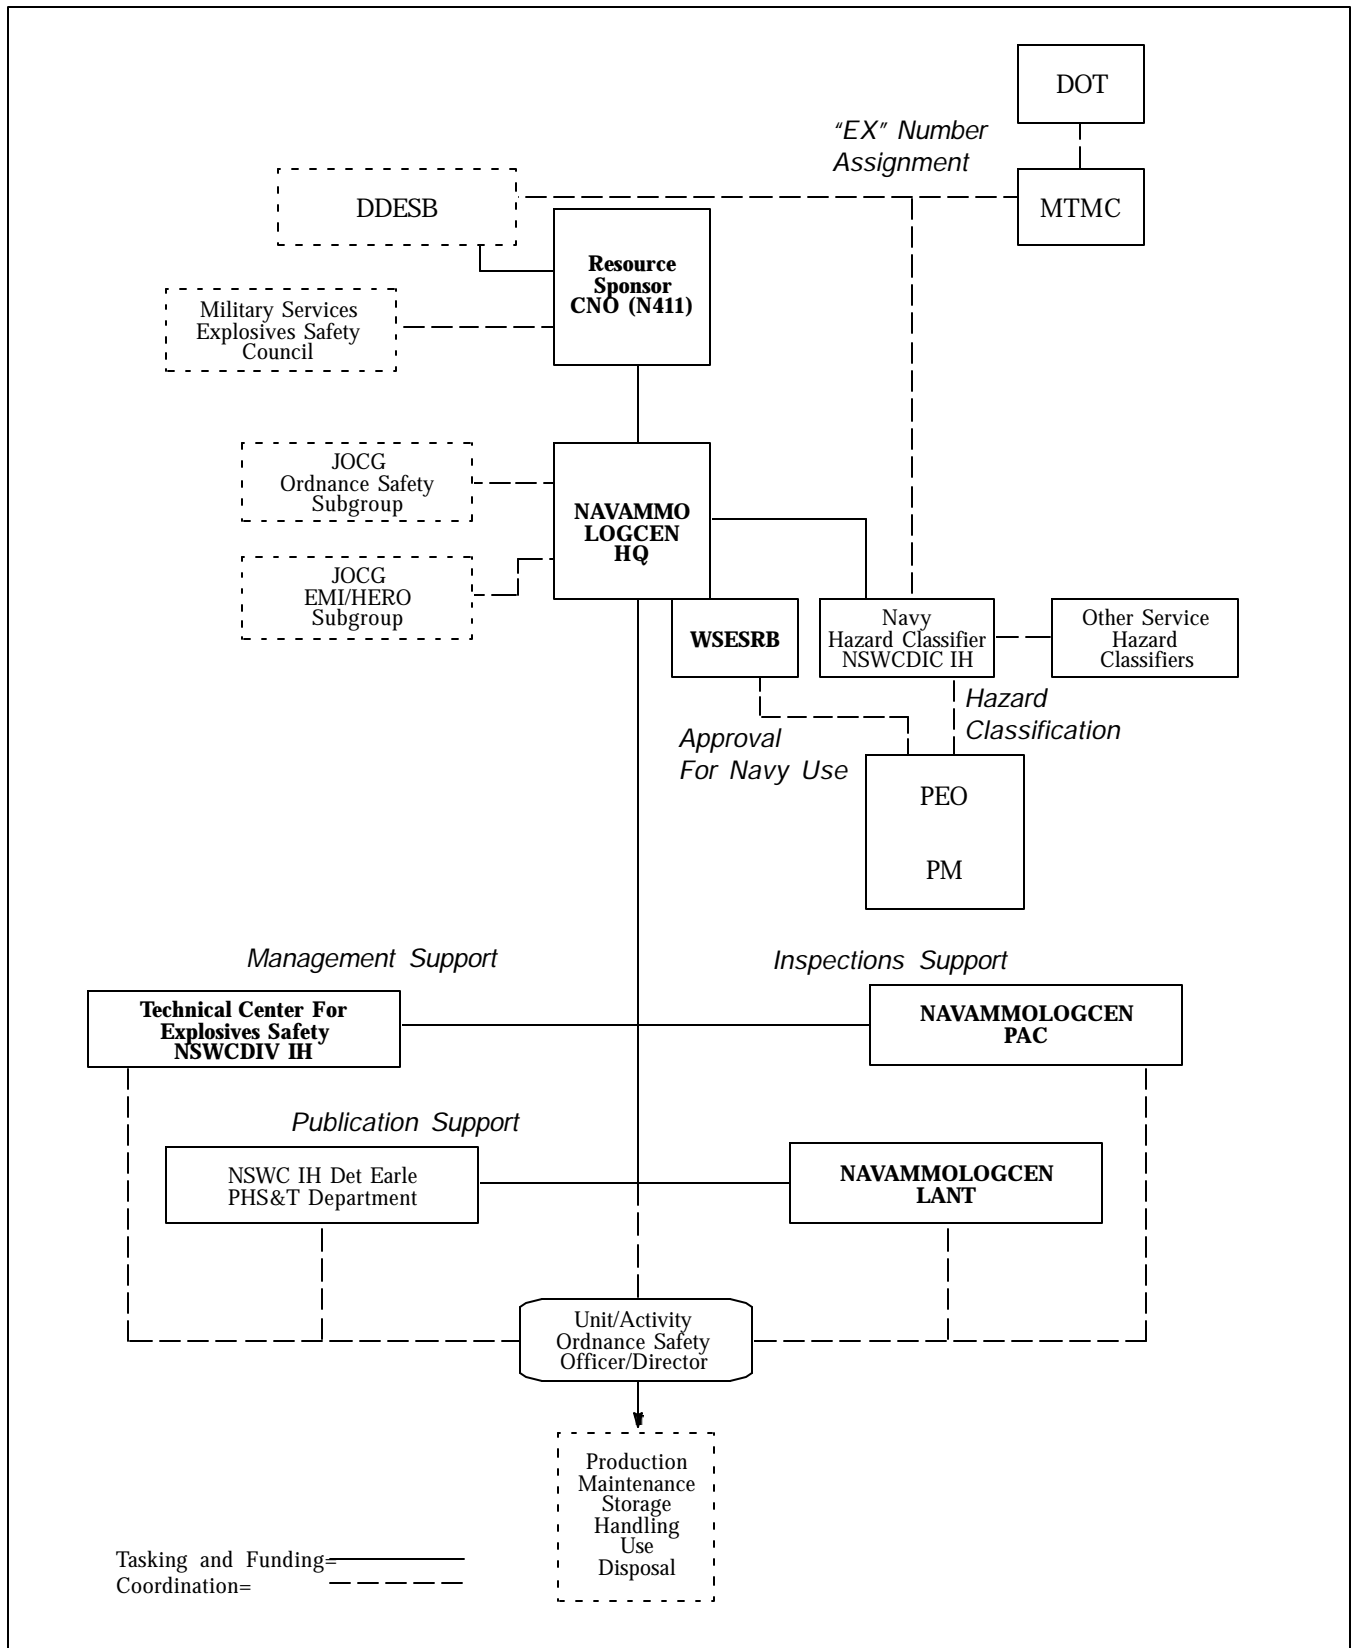 DOT
“EX” Number
Assignment
MTMC
DDESB
Resource
Sponsor
CNO (N411)
Military Services
Explosives Safety
Council
JOCG
Ordnance Safety
Subgroup
NAVAMMO
LOGCEN
HQ
JOCG
EMI/HERO
Subgroup
WSESRB
Navy
Hazard Classifier
NSWCDIC IH
Other Service
Hazard
Classifiers
Hazard
Classification
Approval
For Navy Use
PEO
PM
Management Support
Inspections Support
Technical Center For
Explosives Safety
NSWCDIV IH
NAVAMMOLOGCEN
PAC
Publication Support
NSWC IH Det Earle
PHS&T Department
NAVAMMOLOGCEN
LANT
Unit/Activity
Ordnance Safety
Officer/Director
Production
Maintenance
Storage
Handling
Use
Disposal
Tasking and Funding=
Coordination=